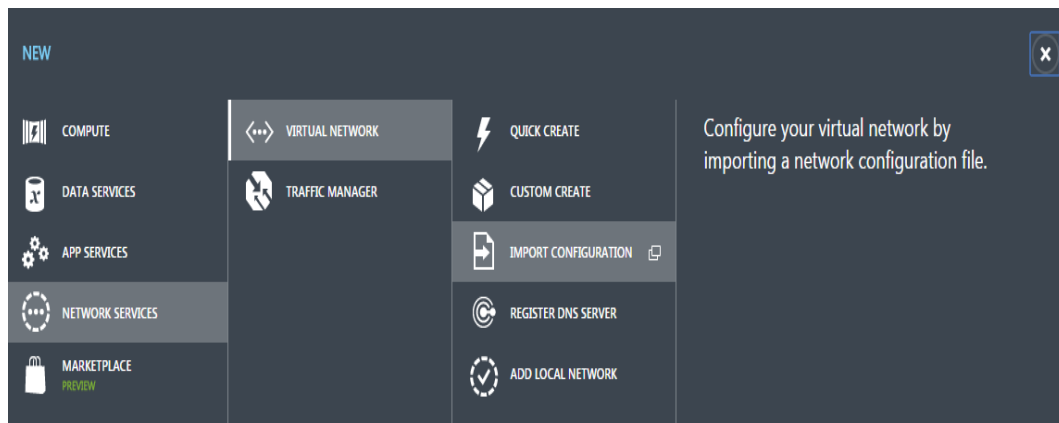 NEW
COMPUTE
DATA SERVICES
APP SERVICES
NETWORK SERVICES
MARKETPLACE
PREVIEW
VIRTUAL NETWORK
TRAFFIC MANAGER
QUICK CREATE
CUSTOM CREATE
IMPORT CONFIGURATION
REGISTER DNS SERVER
ADD LOCAL NETWORK
Configure your virtual network by
importing a network configuration file.